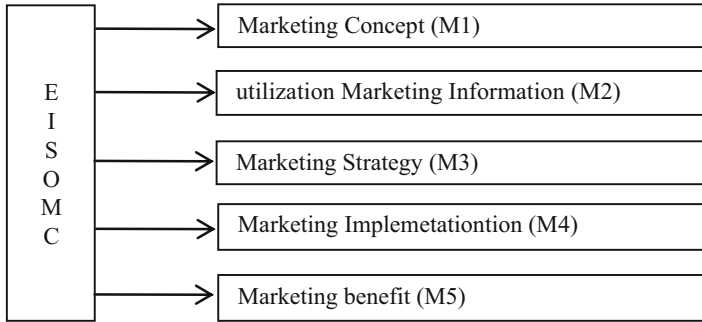 E
I
S
O
M
C
Marketing Concept (M1)
utilization Marketing Information (M2)
Marketing Strategy (M3)
Marketing Implemetationtion (M4)
Marketing benefit (M5)